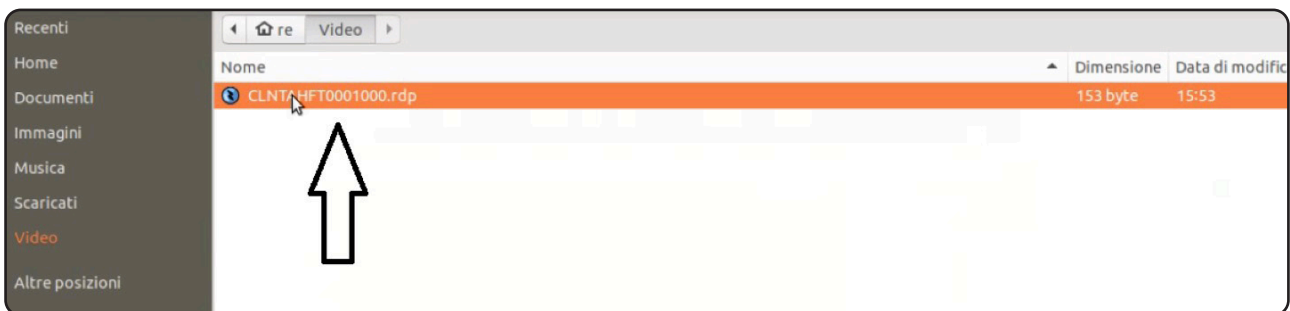 Recenti
Home
Documenti
Immagini
Musica
Scaricati
Video
Altre posizioni
re Video
Nome Dimensione Data di modific
CLNTAHFT0001000.rdp 153 byte 15:53